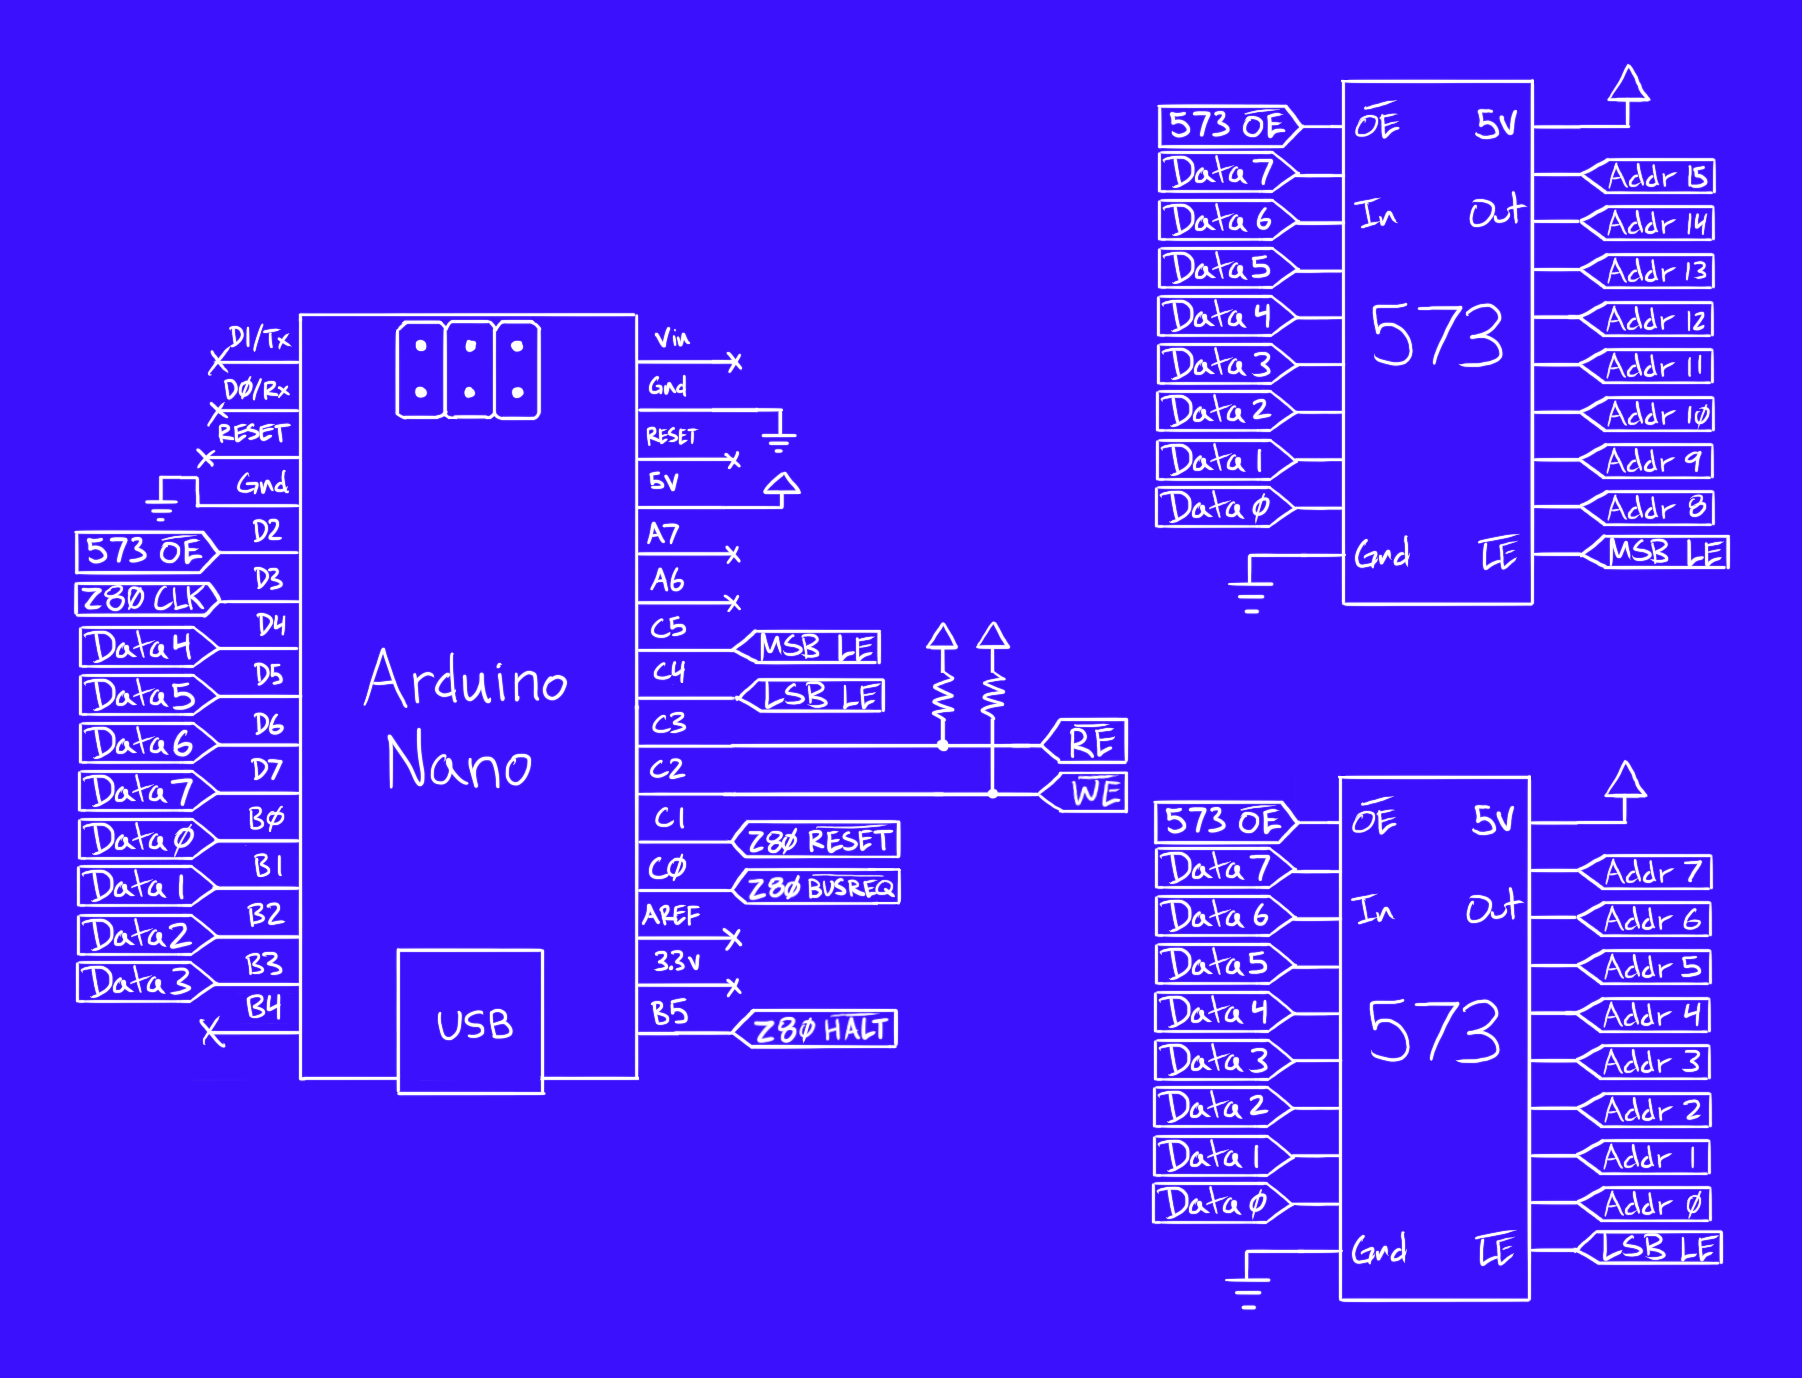 D1/Tx
DØ/Rx
RESET
Gnd
D2
573 OE
D3
Z8Ø CLK
D4
Data 4
D5
Data 5
D6
Data 6
D7
Data 7
BØ
Data Ø
B1
Data 1
B2
Data 2
B3
Data 3
B4
Arduino
Nano
USB
Vin
Gnd
RESET
5V
A7
A6
C5
MSB LE
C4
LSB LE
C3
RE
C2
WE
C1
Z8Ø RESET
CØ
Z8Ø BUSREQ
AREF
3.3v
B5
Z8Ø HALT
573 OE
OE
5V
Data 7
Addr 15
Data 6
In
Out
Addr 14
Data 5
Addr 13
Data 4
573
Addr 12
Data 3
Addr 11
Data 2
Addr 1Ø
Data 1
Addr 9
Data Ø
Addr 8
Gnd
LE
MSB LE
573 OE
OE
5V
Data 7
Addr 7
Data 6
In
Out
Addr 6
Data 5
Addr 5
Data 4
573
Addr 4
Data 3
Addr 3
Data 2
Addr 2
Data 1
Addr 1
Data Ø
Addr Ø
Gnd
LE
LSB LE